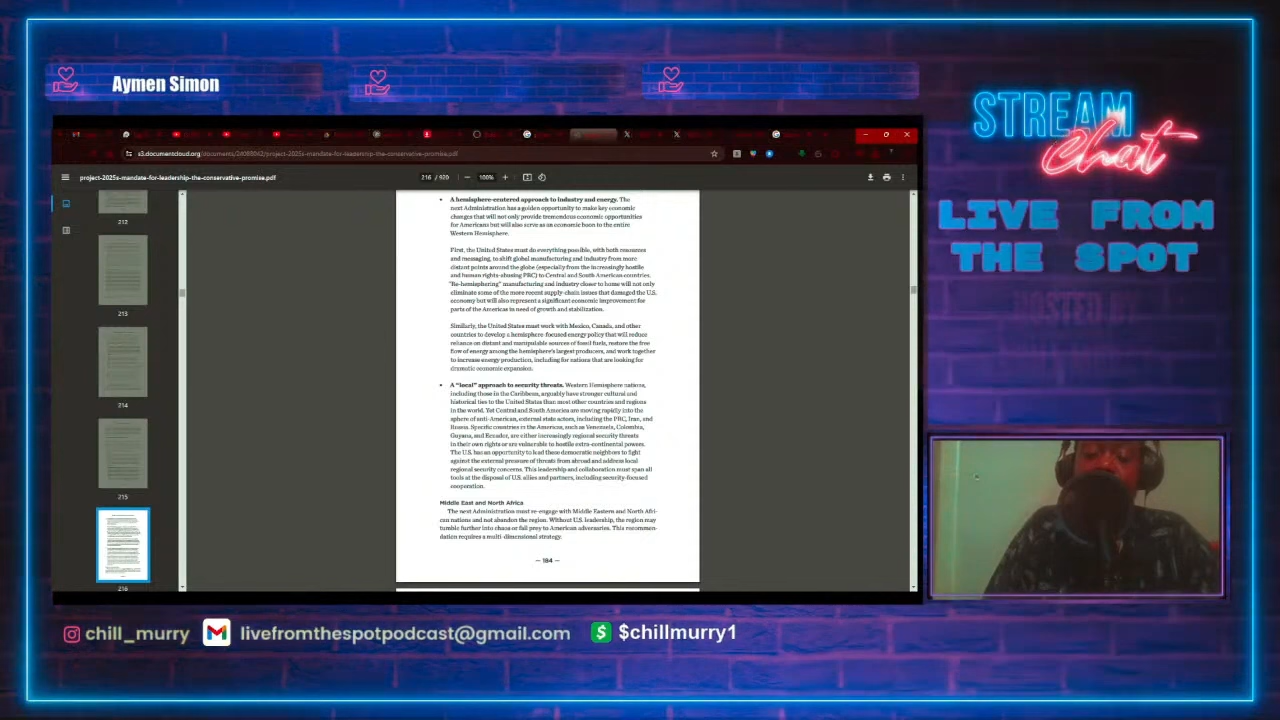 Aymen Simon
STREAM
Chat
LIVE FROM
THE SPOT
s3.documentcloud.org/documents/24088042/project-2025s-mandate-for-leadership-the-conservative-promise.pdf
project-2025s-mandate-for-leadership-the-conservative-promise.pdf
216 / 920
100%
212
213
214
215
216
• A hemisphere-centered approach to industry and energy. The
next Administration has a golden opportunity to make key economic
changes that will not only provide tremendous economic opportunities
for Americans but will also serve as an economic boon to the entire
Western Hemisphere.
First, the United States must do everything possible, with both resources
and messaging, to shift global manufacturing and industry from more
distant points around the globe (especially from the increasingly hostile
and human rights-abusing PRC) to Central and South American countries.
"Re-hemisphering" manufacturing and industry closer to home will not only
eliminate some of the more recent supply-chain issues that damaged the U.S.
economy but will also represent a significant economic improvement for
parts of the Americas in need of growth and stabilization.
Similarly, the United States must work with Mexico, Canada, and other
countries to develop a hemisphere-focused energy policy that will reduce
reliance on distant and manipulable sources of fossil fuels, restore the free
flow of energy among the hemisphere's largest producers, and work together
to increase energy production, including for nations that are looking for
dramatic economic expansion.
• A "local" approach to security threats. Western Hemisphere nations,
including those in the Caribbean, arguably have stronger cultural and
historical ties to the United States than most other countries and regions
in the world. Yet Central and South America are moving rapidly into the
sphere of anti-American, external state actors, including the PRC, Iran, and
Russia. Specific countries in the Americas, such as Venezuela, Colombia,
Guyana, and Ecuador, are either increasingly regional security threats
in their own rights or are vulnerable to hostile extra-continental powers.
The U.S. has an opportunity to lead these democratic neighbors to fight
against the external pressure of threats from abroad and address local
regional security concerns. This leadership and collaboration must span all
tools at the disposal of U.S. allies and partners, including security-focused
cooperation.
Middle East and North Africa
The next Administration must re-engage with Middle Eastern and North Afri-
can nations and not abandon the region. Without U.S. leadership, the region may
tumble further into chaos or fall prey to American adversaries. This recommen-
dation requires a multi-dimensional strategy.
— 184 —
chill_murry
livefromthespotpodcast@gmail.com
$chillmurry1